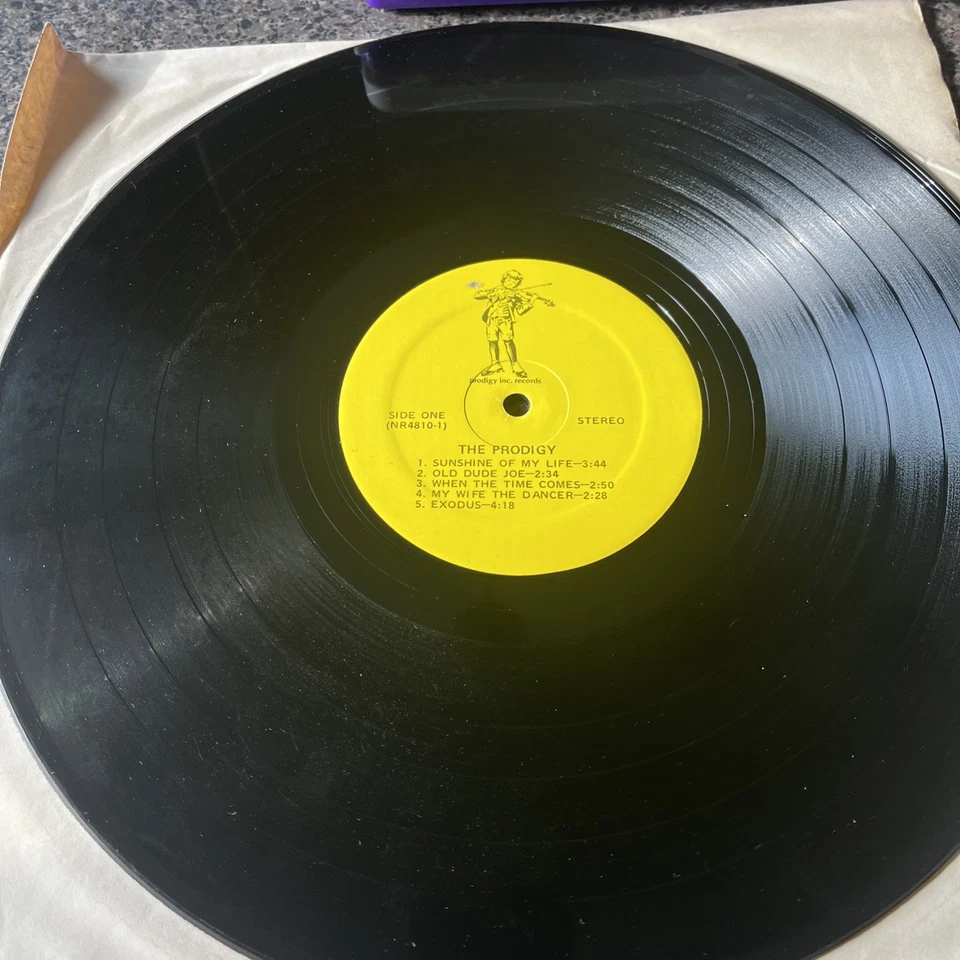 prodigy inc. records
SIDE ONE
(NR4810-1)
STEREO
THE PRODIGY
1. SUNSHINE OF MY LIFE—3:44
2. OLD DUDE JOE—2:34
3. WHEN THE TIME COMES—2:50
4. MY WIFE THE DANCER—2:28
5. EXODUS—4:18